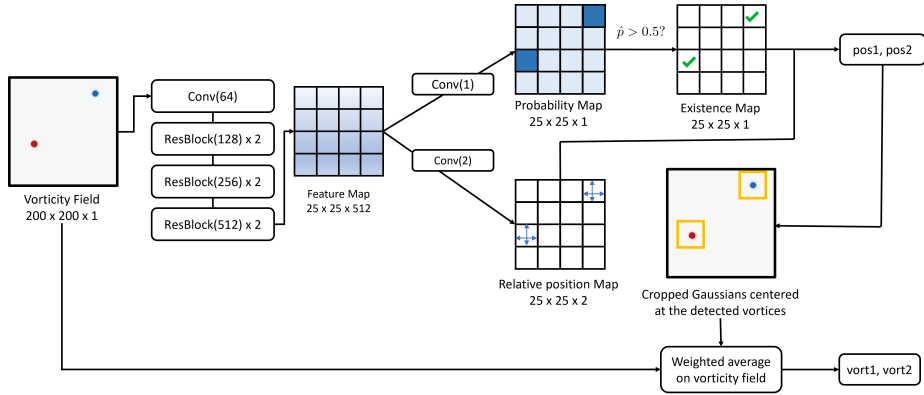 Vorticity Field
200 x 200 x 1
Conv(64)
ResBlock(128) x 2
ResBlock(256) x 2
ResBlock(512) x 2
Feature Map
25 x 25 x 512
Conv(1)
Conv(2)
Probability Map
25 x 25 x 1
p̂ > 0.5?
Existence Map
25 x 25 x 1
pos1, pos2
Relative position Map
25 x 25 x 2
Cropped Gaussians centered
at the detected vortices
Weighted average
on vorticity field
vort1, vort2